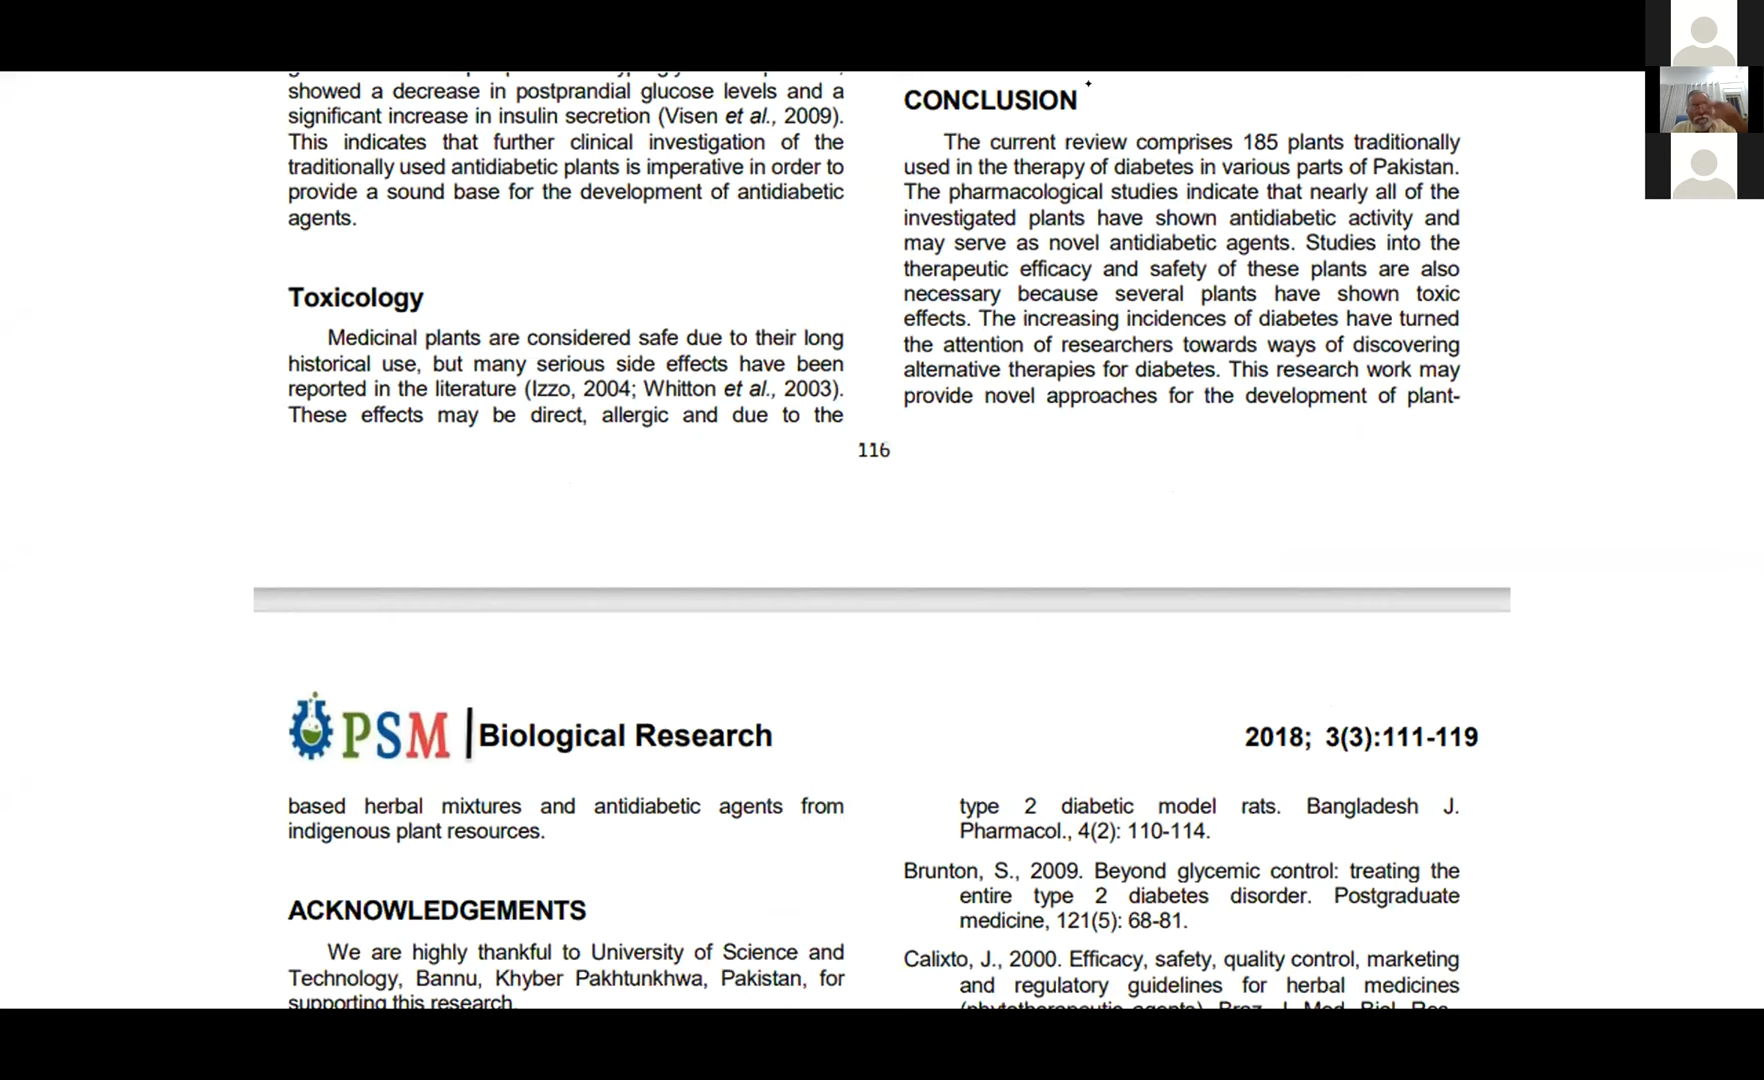 showed a decrease in postprandial glucose levels and a
significant increase in insulin secretion (Visen et al., 2009).
This indicates that further clinical investigation of the
traditionally used antidiabetic plants is imperative in order to
provide a sound base for the development of antidiabetic
agents.
Toxicology
Medicinal plants are considered safe due to their long
historical use, but many serious side effects have been
reported in the literature (Izzo, 2004; Whitton et al., 2003).
These effects may be direct, allergic and due to the
CONCLUSION
The current review comprises 185 plants traditionally
used in the therapy of diabetes in various parts of Pakistan.
The pharmacological studies indicate that nearly all of the
investigated plants have shown antidiabetic activity and
may serve as novel antidiabetic agents. Studies into the
therapeutic efficacy and safety of these plants are also
necessary because several plants have shown toxic
effects. The increasing incidences of diabetes have turned
the attention of researchers towards ways of discovering
alternative therapies for diabetes. This research work may
provide novel approaches for the development of plant-
116
PSM | Biological Research
2018; 3(3):111-119
based herbal mixtures and antidiabetic agents from
indigenous plant resources.
ACKNOWLEDGEMENTS
We are highly thankful to University of Science and
Technology, Bannu, Khyber Pakhtunkhwa, Pakistan, for
supporting this research.
type 2 diabetic model rats. Bangladesh J.
Pharmacol., 4(2): 110-114.
Brunton, S., 2009. Beyond glycemic control: treating the
entire type 2 diabetes disorder. Postgraduate
medicine, 121(5): 68-81.
Calixto, J., 2000. Efficacy, safety, quality control, marketing
and regulatory guidelines for herbal medicines
(phytotherapeutic agents). Braz. J. Med. Biol. Res.,